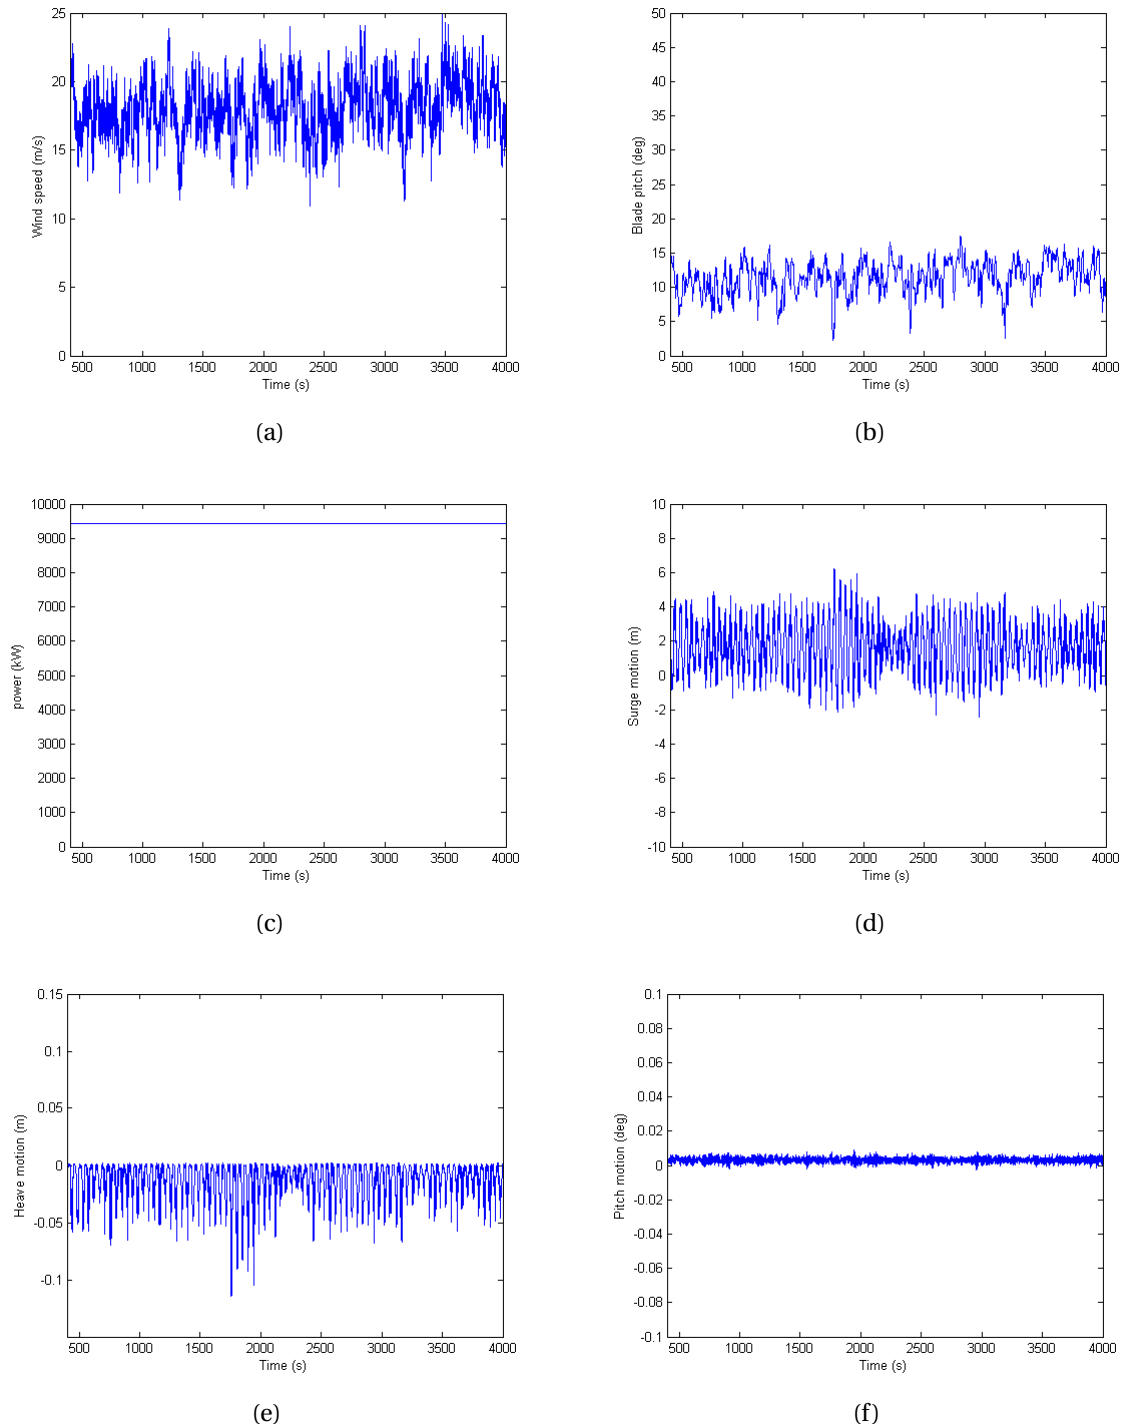 25
20
15
10
5
0
Wind speed (m/s)
500 1000 1500 2000 2500 3000 3500 4000
Time (s)
(a)
50
45
40
35
30
25
20
15
10
5
0
Blade pitch (deg)
500 1000 1500 2000 2500 3000 3500 4000
Time (s)
(b)
10000
9000
8000
7000
6000
5000
4000
3000
2000
1000
0
power (kW)
500 1000 1500 2000 2500 3000 3500 4000
Time (s)
(c)
10
8
6
4
2
0
-2
-4
-6
-8
-10
Surge motion (m)
500 1000 1500 2000 2500 3000 3500 4000
Time (s)
(d)
0.15
0.1
0.05
0
-0.05
-0.1
Heave motion (m)
500 1000 1500 2000 2500 3000 3500 4000
Time (s)
(e)
0.1
0.08
0.06
0.04
0.02
0
-0.02
-0.04
-0.06
-0.08
-0.1
Pitch motion (deg)
500 1000 1500 2000 2500 3000 3500 4000
Time (s)
(f)